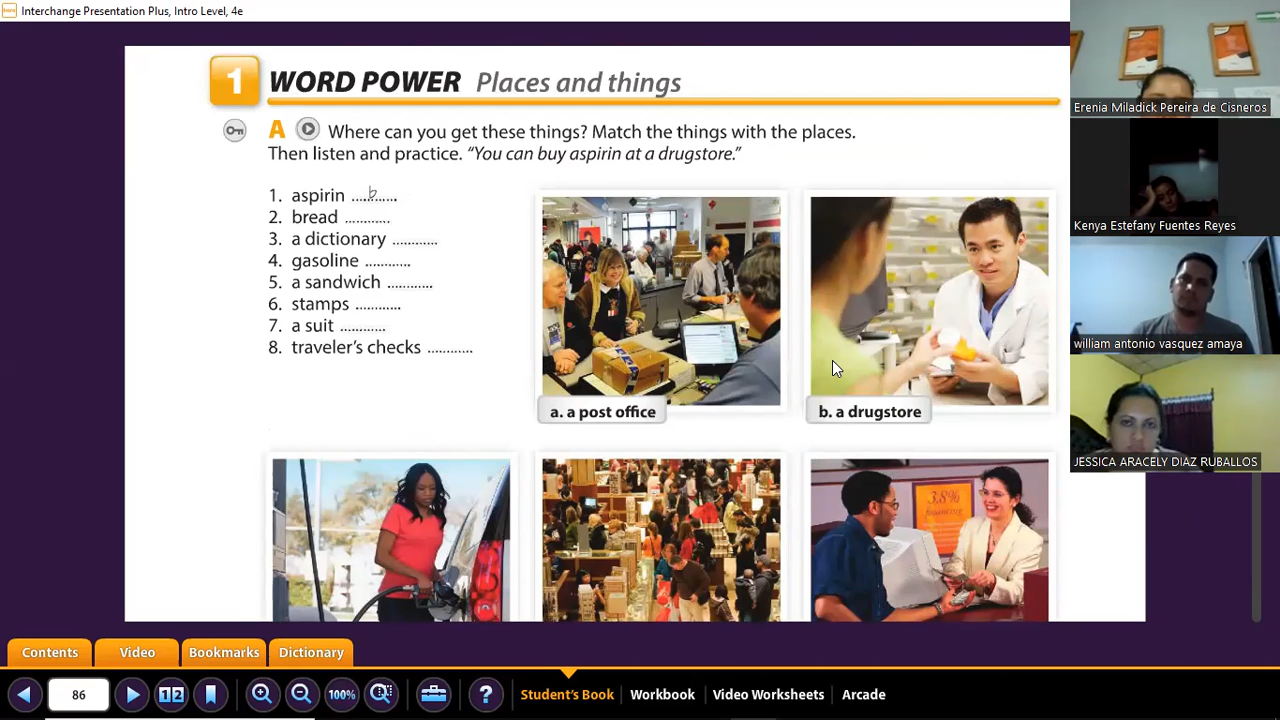 Interchange Presentation Plus, Intro Level, 4e
1 WORD POWER Places and things
A Where can you get these things? Match the things with the places.
Then listen and practice. "You can buy aspirin at a drugstore."
1. aspirin ....b.......
2. bread ...........
3. a dictionary ...........
4. gasoline ...........
5. a sandwich ...........
6. stamps ...........
7. a suit ...........
8. traveler's checks ...........
a. a post office
b. a drugstore
3.8%
Erenia Miladick Pereira de Cisneros
Kenya Estefany Fuentes Reyes
william antonio vasquez amaya
JESSICA ARACELY DIAZ RUBALLOS
Contents Video Bookmarks Dictionary
86 1 2 100% ? Student's Book Workbook Video Worksheets Arcade